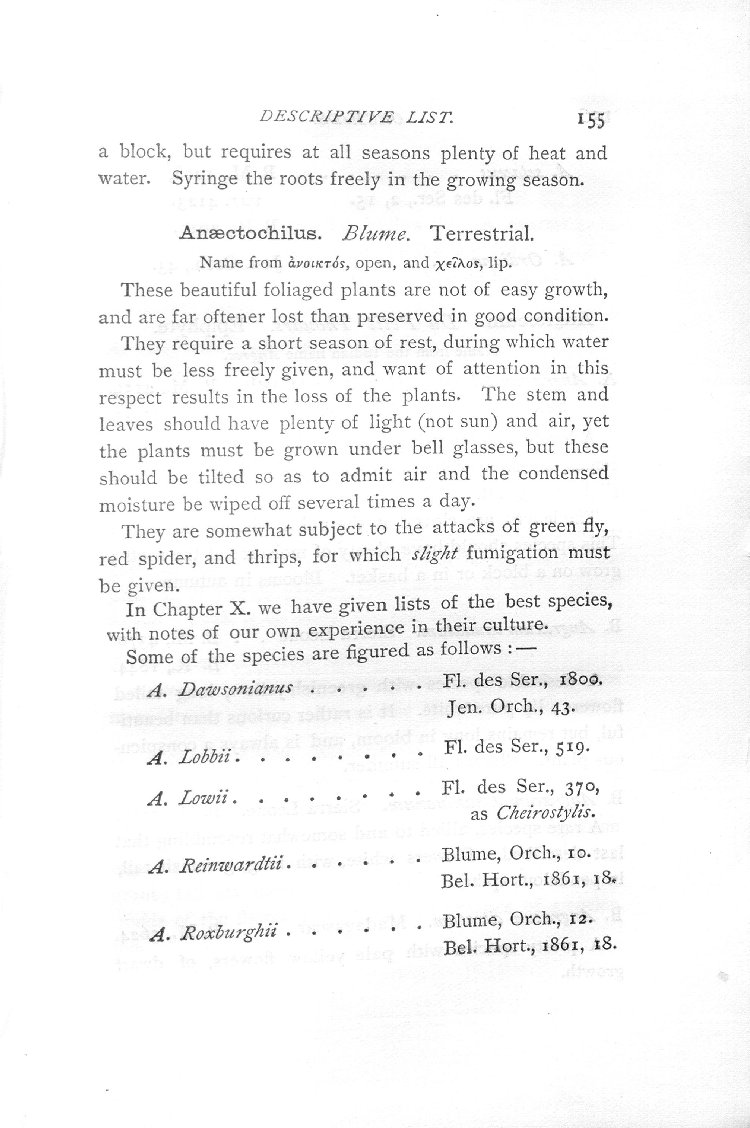 DESCRIPTIVE LIST. 155
a block, but requires at all seasons plenty of heat and
water. Syringe the roots freely in the growing season.
Anæctochilus. Blume. Terrestrial.
Name from ἀνοικτός, open, and χεῖλος, lip.
These beautiful foliaged plants are not of easy growth,
and are far oftener lost than preserved in good condition.
They require a short season of rest, during which water
must be less freely given, and want of attention in this
respect results in the loss of the plants. The stem and
leaves should have plenty of light (not sun) and air, yet
the plants must be grown under bell glasses, but these
should be tilted so as to admit air and the condensed
moisture be wiped off several times a day.
They are somewhat subject to the attacks of green fly,
red spider, and thrips, for which slight fumigation must
be given.
In Chapter X. we have given lists of the best species,
with notes of our own experience in their culture.
Some of the species are figured as follows :—
A. Dawsonianus . . . . . Fl. des Ser., 1800.
Jen. Orch., 43.
A. Lobbii . . . . . . . . Fl. des Ser., 519.
A. Lowii . . . . . . . . Fl. des Ser., 370,
as Cheirostylis.
A. Reinwardtii . . . . . . Blume, Orch., 10.
Bel. Hort., 1861, 18.
A. Roxburghii . . . . . . Blume, Orch., 12.
Bel. Hort., 1861, 18.